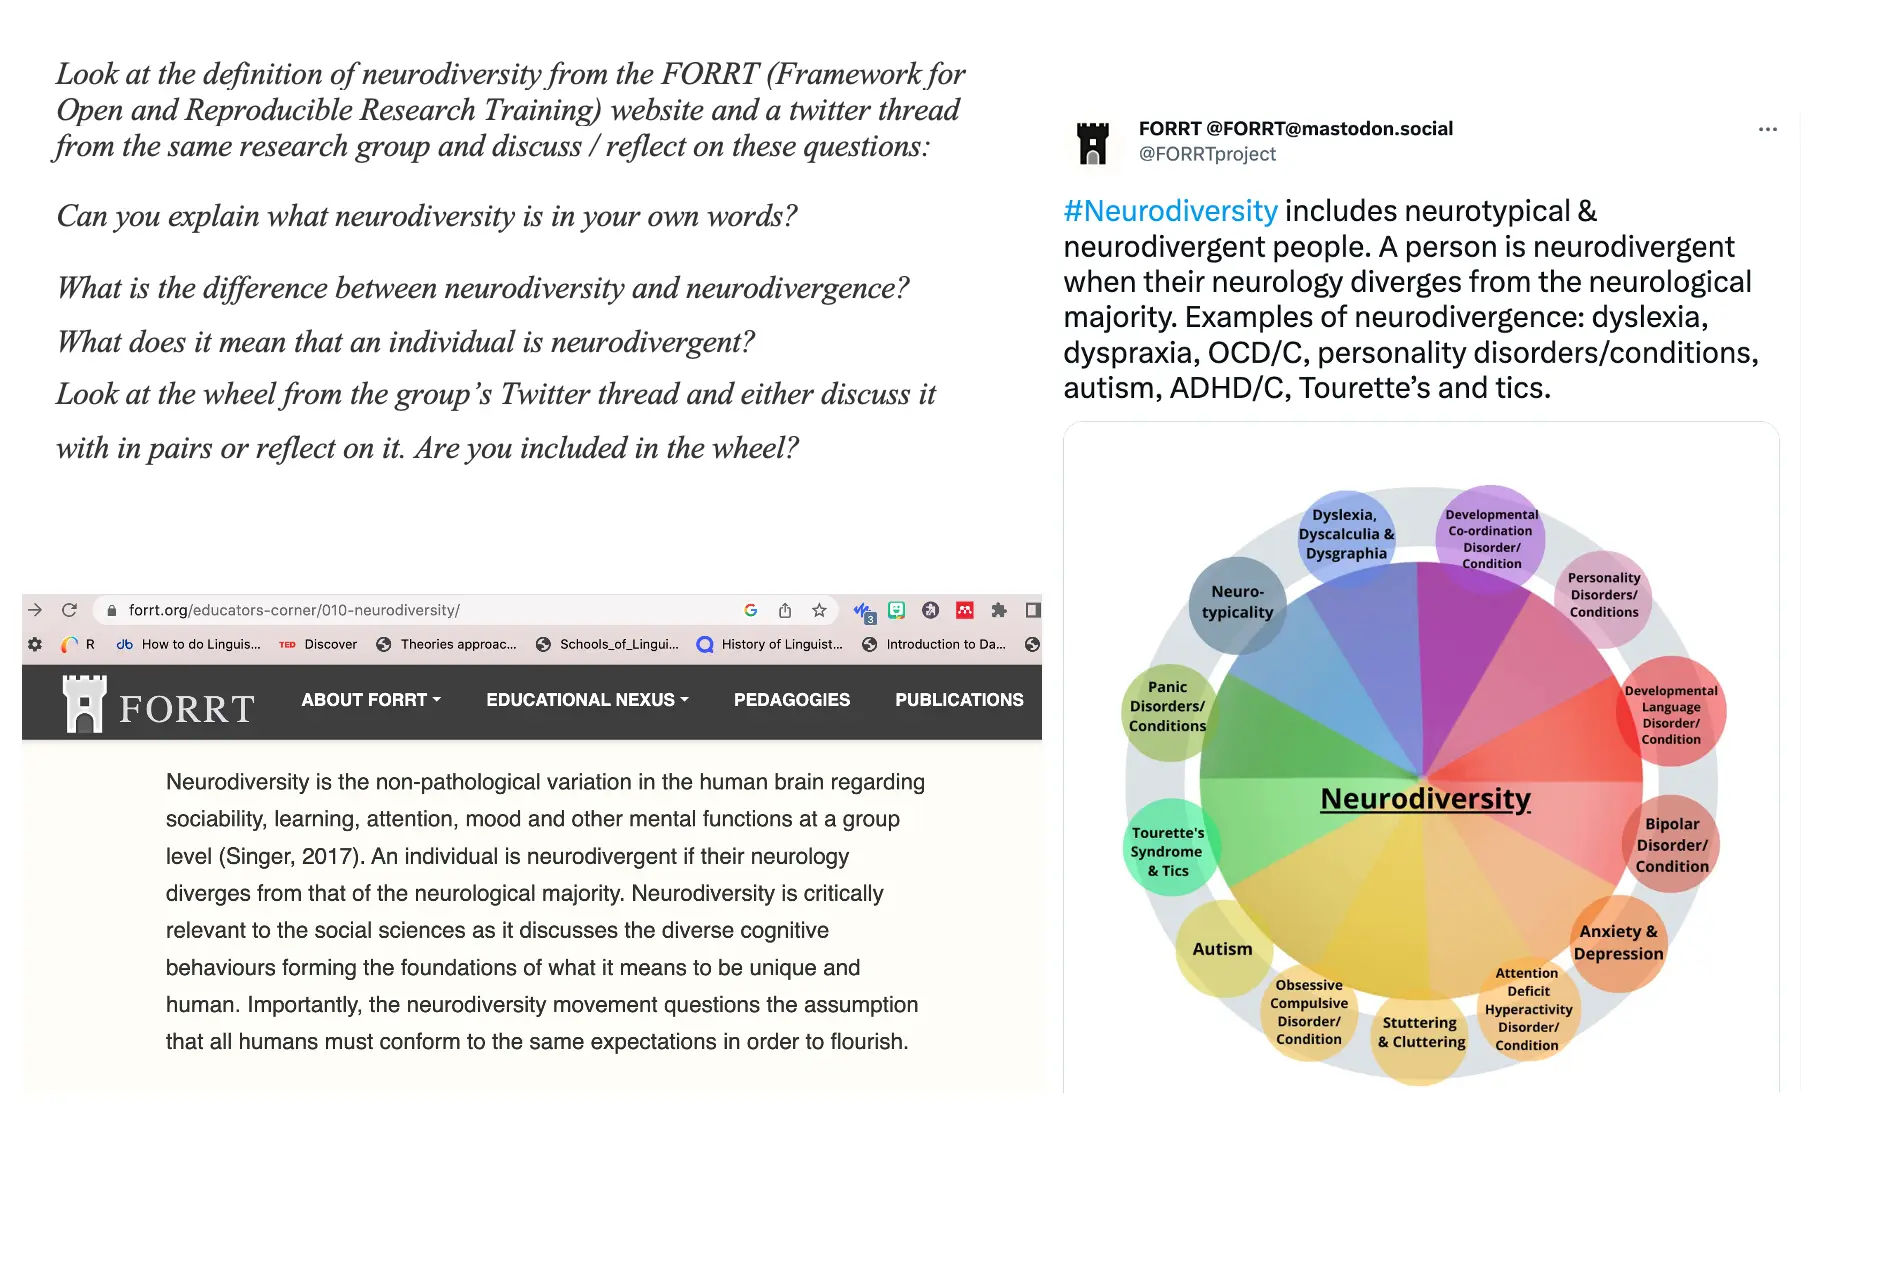 Look at the definition of neurodiversity from the FORRT (Framework for
Open and Reproducible Research Training) website and a twitter thread
from the same research group and discuss / reflect on these questions:
Can you explain what neurodiversity is in your own words?
What is the difference between neurodiversity and neurodivergence?
What does it mean that an individual is neurodivergent?
Look at the wheel from the group’s Twitter thread and either discuss it
with in pairs or reflect on it. Are you included in the wheel?
forrt.org/educators-corner/010-neurodiversity/
3
R
db How to do Linguis...
TED Discover
Theories approac...
Schools_of_Lingui...
History of Linguist...
Introduction to Da...
FORRT
ABOUT FORRT
EDUCATIONAL NEXUS
PEDAGOGIES
PUBLICATIONS
Neurodiversity is the non-pathological variation in the human brain regarding
sociability, learning, attention, mood and other mental functions at a group
level (Singer, 2017). An individual is neurodivergent if their neurology
diverges from that of the neurological majority. Neurodiversity is critically
relevant to the social sciences as it discusses the diverse cognitive
behaviours forming the foundations of what it means to be unique and
human. Importantly, the neurodiversity movement questions the assumption
that all humans must conform to the same expectations in order to flourish.
FORRT @FORRT@mastodon.social
@FORRTproject
#Neurodiversity includes neurotypical &
neurodivergent people. A person is neurodivergent
when their neurology diverges from the neurological
majority. Examples of neurodivergence: dyslexia,
dyspraxia, OCD/C, personality disorders/conditions,
autism, ADHD/C, Tourette’s and tics.
Dyslexia,
Dyscalculia &
Dysgraphia
Developmental
Co-ordination
Disorder/
Condition
Personality
Disorders/
Conditions
Developmental
Language
Disorder/
Condition
Bipolar
Disorder/
Condition
Anxiety &
Depression
Attention
Deficit
Hyperactivity
Disorder/
Condition
Stuttering
& Cluttering
Obsessive
Compulsive
Disorder/
Condition
Autism
Tourette's
Syndrome
& Tics
Panic
Disorders/
Conditions
Neuro-
typicality
Neurodiversity